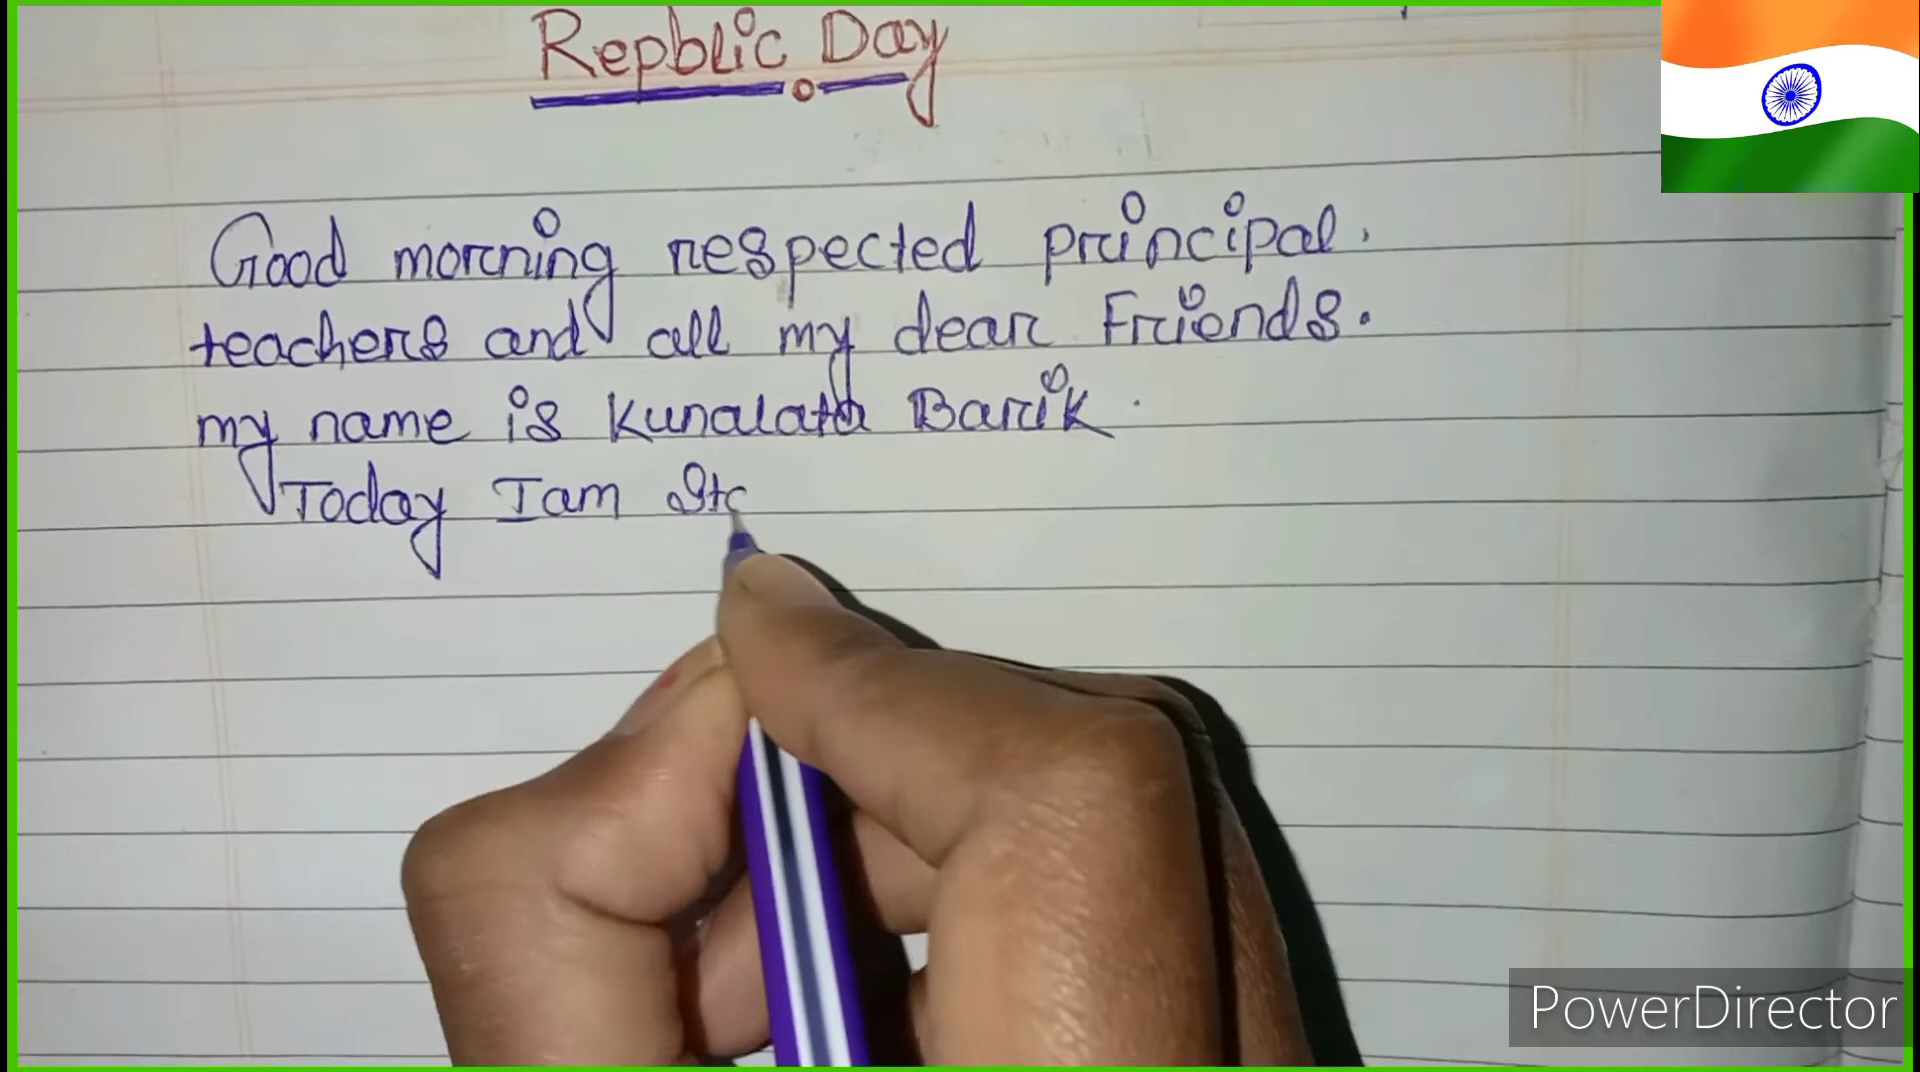 Repblic Day
Good morning respected principal,
teachers and all my dear Friends.
my name is Kunalata Barik.
Today I am Sta
PowerDirector